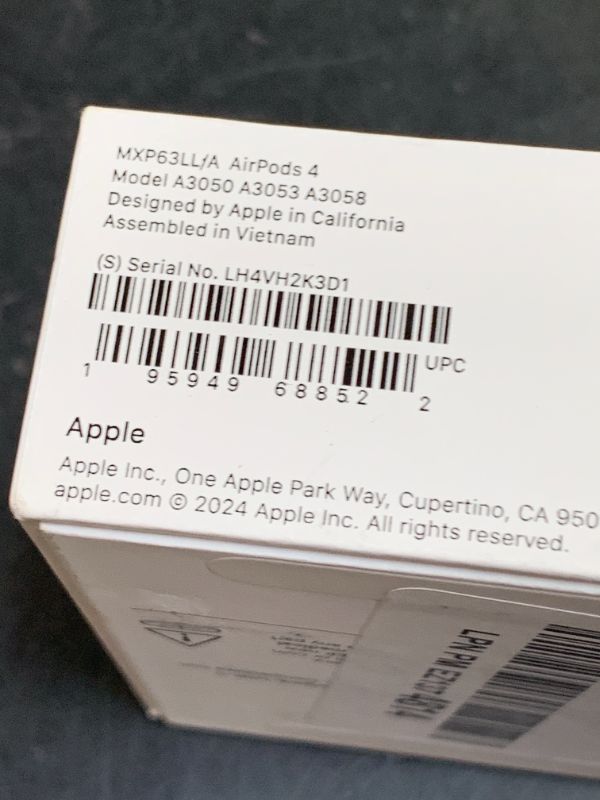 MXP63LL/A AirPods 4
Model A3050 A3053 A3058
Designed by Apple in California
Assembled in Vietnam
(S) Serial No. LH4VH2K3D1
UPC
1 95949 68852 2
Apple
Apple Inc., One Apple Park Way, Cupertino, CA 950
apple.com © 2024 Apple Inc. All rights reserved.